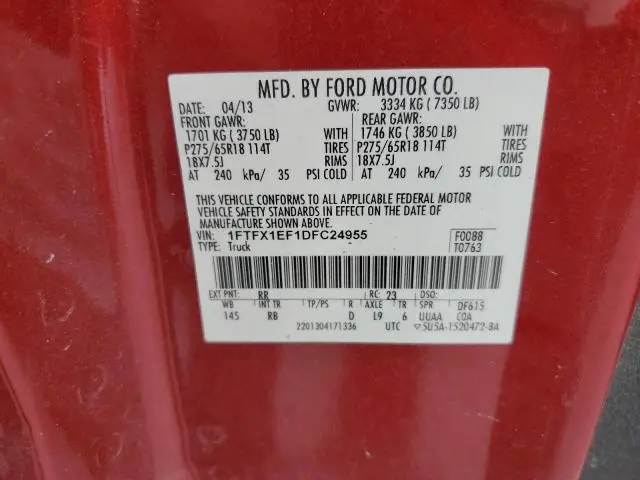 MFD. BY FORD MOTOR CO.
DATE: 04/13 GVWR: 3334 KG ( 7350 LB)
FRONT GAWR: REAR GAWR:
1701 KG ( 3750 LB) WITH 1746 KG ( 3850 LB) WITH
P275/65R18 114T TIRES P275/65R18 114T TIRES
18X7.5J RIMS 18X7.5J RIMS
AT 240 kPa/ 35 PSI COLD AT 240 kPa/ 35 PSI COLD
THIS VEHICLE CONFORMS TO ALL APPLICABLE FEDERAL MOTOR
VEHICLE SAFETY STANDARDS IN EFFECT ON THE DATE OF
MANUFACTURE SHOWN ABOVE.
VIN: 1FTFX1EF1DFC24955 F0088
TYPE: Truck T0763
EXT PNT: RR RC: 23 DSO:
WB INT TR TP/PS R AXLE TR SPR DF615
145 RB D L9 6 UUAA COA
2201304171336 UTC 5U5A-1520472-BA